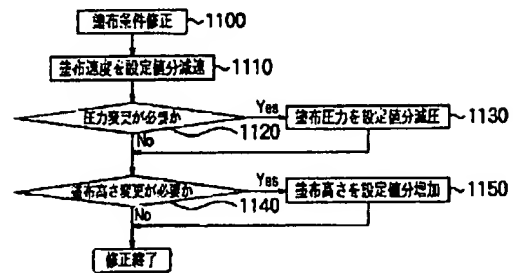 塗布条件修正 1100
塗布速度を設定値分減速 1110
圧力変更が必要か Yes 塗布圧力を設定値分減圧 1130
1120
No
塗布高さ変更が必要か Yes 塗布高さを設定値分増加 1150
1140
No
修正終了